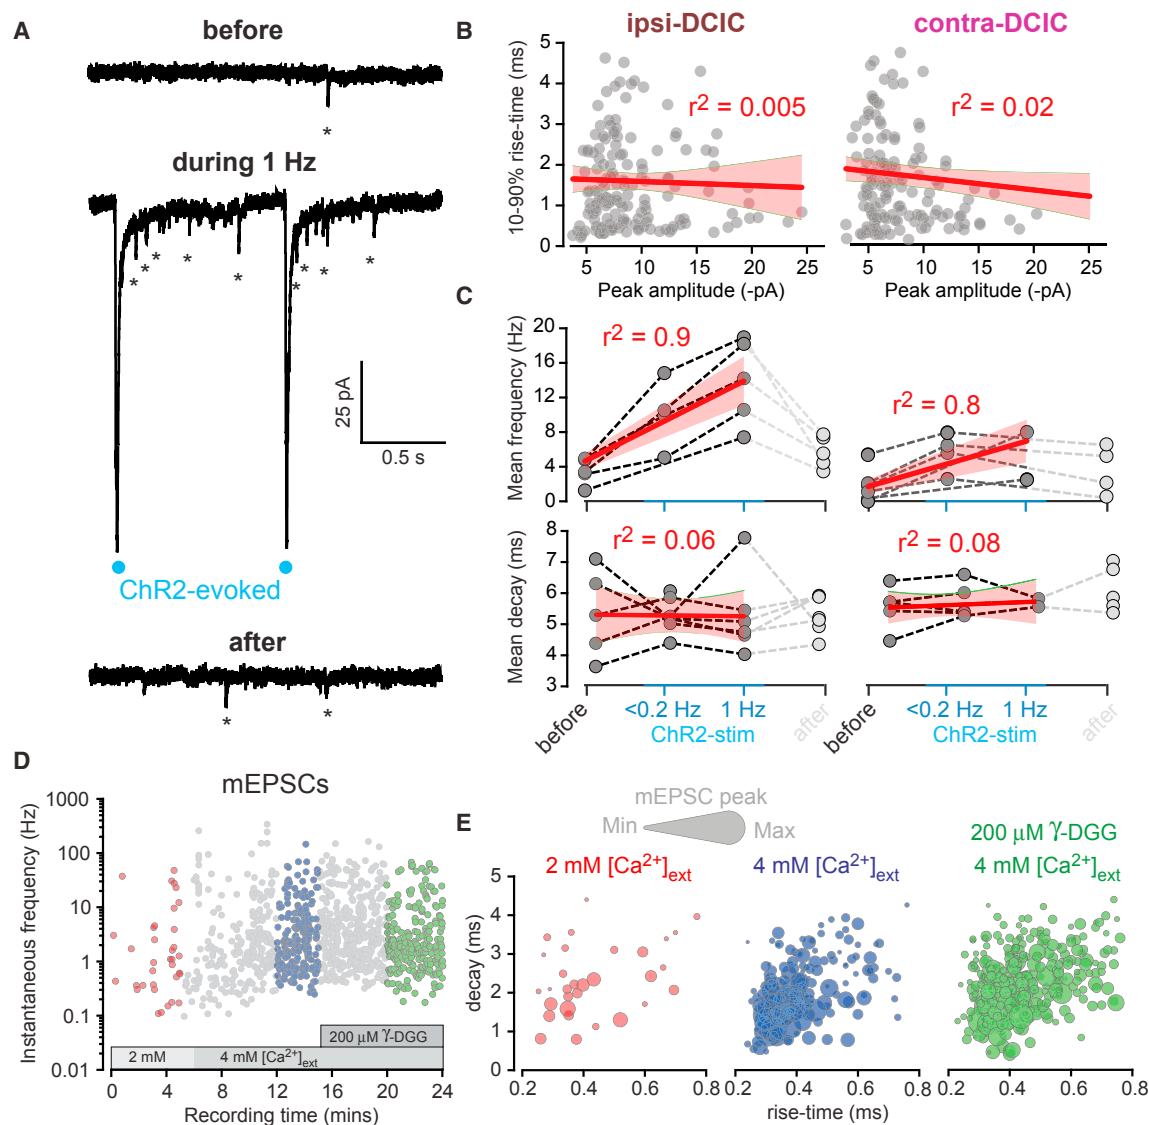 A
before
*
during 1 Hz
* * * * * * * * *
25 pA
0.5 s
ChR2-evoked
after
* *
B
ipsi-DCIC
contra-DCIC
10-90% rise-time (ms)
5
4
3
2
1
0
r² = 0.005
r² = 0.02
5 10 15 20 25
5 10 15 20 25
Peak amplitude (-pA)
Peak amplitude (-pA)
C
Mean frequency (Hz)
20
16
12
8
4
0
r² = 0.9
r² = 0.8
Mean decay (ms)
8
7
6
5
4
3
r² = 0.06
r² = 0.08
before
<0.2 Hz 1 Hz
ChR2-stim
after
before
<0.2 Hz 1 Hz
ChR2-stim
after
D
mEPSCs
Instantaneous frequency (Hz)
1000
100
10
1
0.1
0.01
200 µM γ-DGG
2 mM
4 mM [Ca²⁺]ext
0 4 8 12 16 20 24
Recording time (mins)
E
mEPSC peak
Min
Max
2 mM [Ca²⁺]ext
4 mM [Ca²⁺]ext
200 µM γ-DGG
4 mM [Ca²⁺]ext
decay (ms)
5
4
3
2
1
0
0.2 0.4 0.6 0.8
0.2 0.4 0.6 0.8
0.2 0.4 0.6 0.8
rise-time (ms)